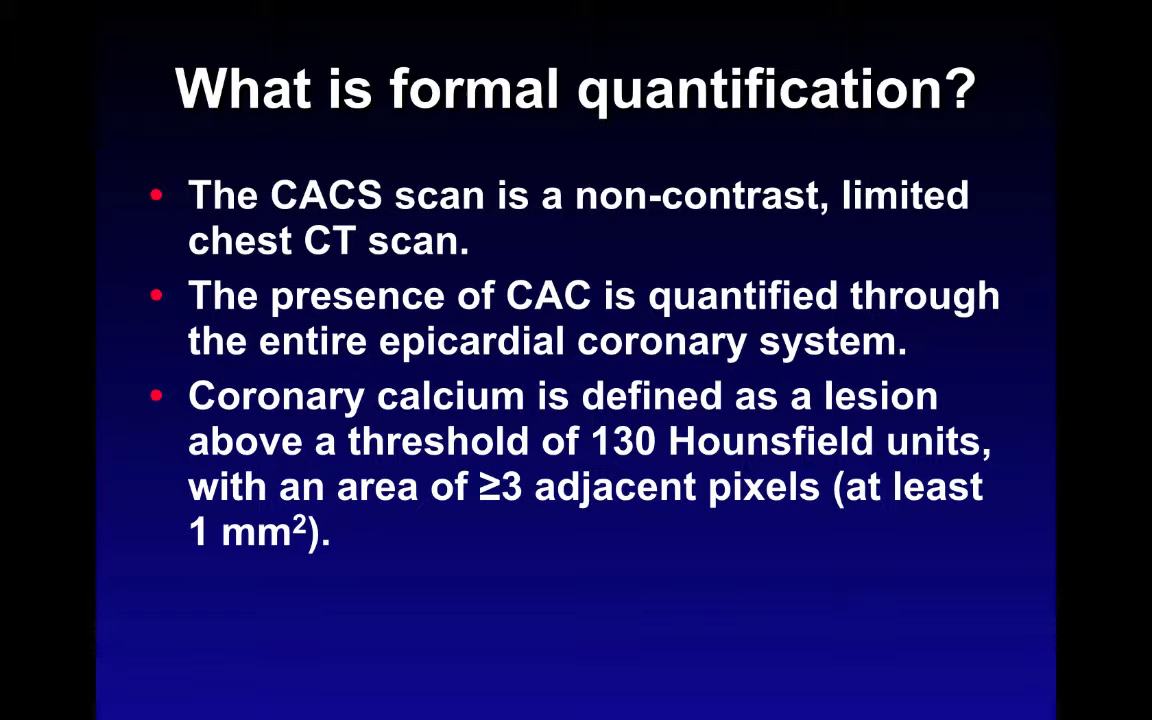 What is formal quantification?
• The CACS scan is a non-contrast, limited
chest CT scan.
• The presence of CAC is quantified through
the entire epicardial coronary system.
• Coronary calcium is defined as a lesion
above a threshold of 130 Hounsfield units,
with an area of ≥3 adjacent pixels (at least
1 mm²).